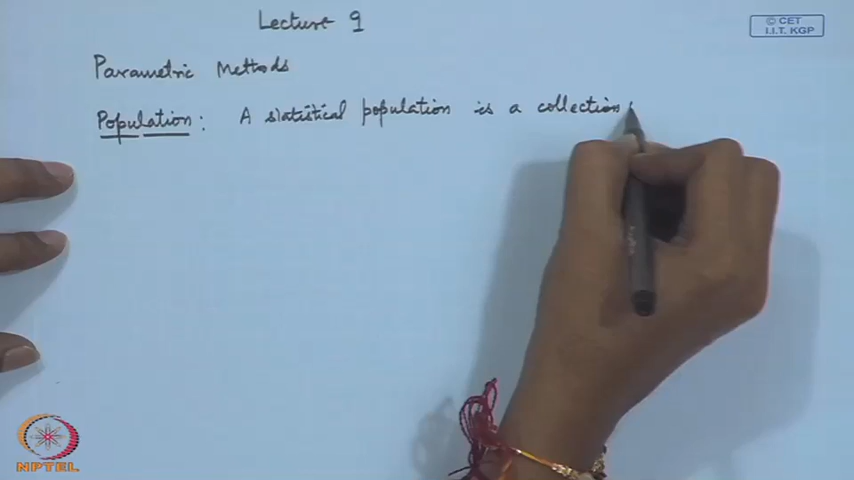 Lecture 9
© CET
I.I.T. KGP
Parametric Methods
Population: A statistical population is a collection
NPTEL